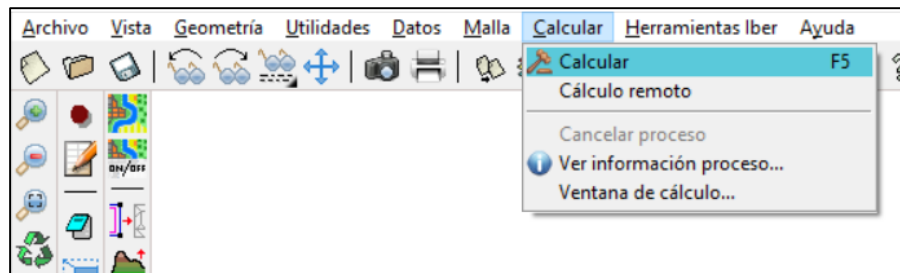 Archivo Vista Geometría Utilidades Datos Malla Calcular Herramientas Iber Ayuda
Calcular F5
Cálculo remoto
Cancelar proceso
Ver información proceso...
Ventana de cálculo...
ON/OFF